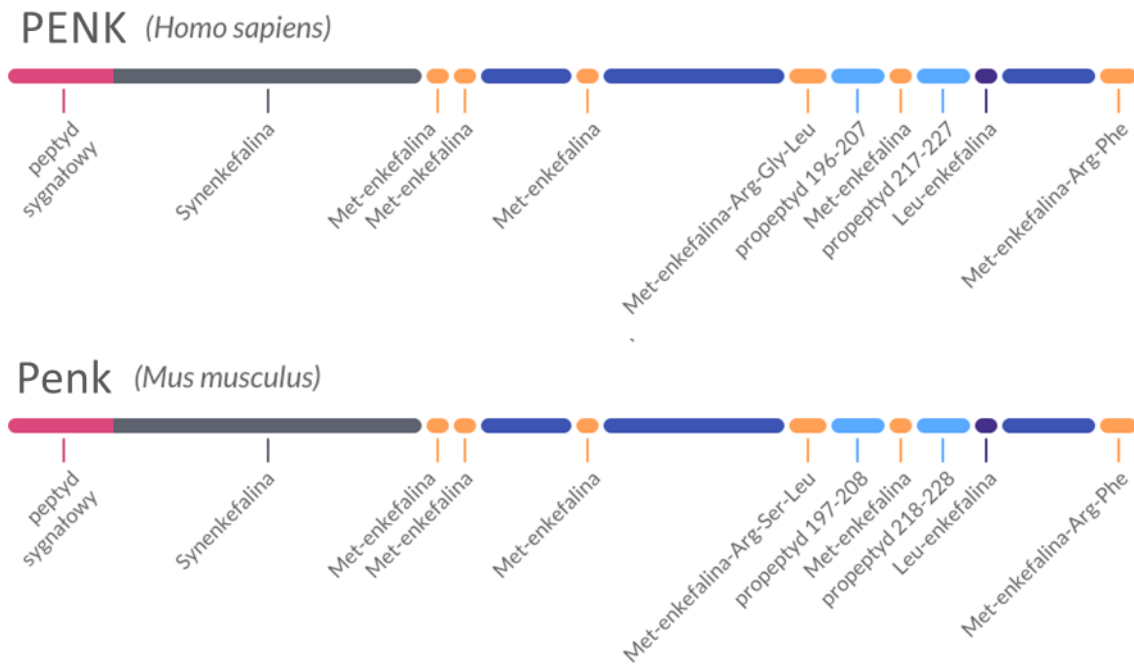 PENK (Homo sapiens)
peptyd
sygnałowy
Synenkefalina
Met-enkefalina
Met-enkefalina
Met-enkefalina
Met-enkefalina-Arg-Gly-Leu
propeptyd 196-207
Met-enkefalina
propeptyd 217-227
Leu-enkefalina
Met-enkefalina-Arg-Phe
Penk (Mus musculus)
peptyd
sygnałowy
Synenkefalina
Met-enkefalina
Met-enkefalina
Met-enkefalina
Met-enkefalina-Arg-Ser-Leu
propeptyd 197-208
Met-enkefalina
propeptyd 218-228
Leu-enkefalina
Met-enkefalina-Arg-Phe